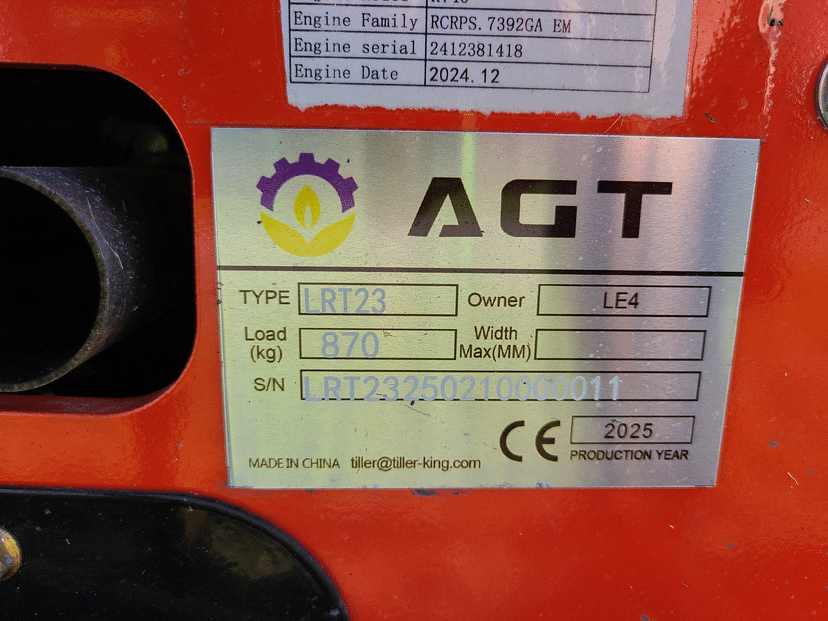 Engine Family RCRPS.7392GA EM
Engine serial 2412381418
Engine Date 2024.12
AGT
TYPE LRT23 Owner LE4
Load (kg) 870 Width Max(MM)
S/N LRT23250210000011
CE 2025
MADE IN CHINA tiller@tiller-king.com PRODUCTION YEAR